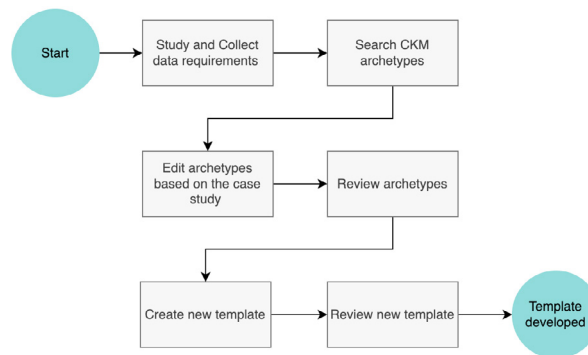 Start
Study and Collect
data requirements
Search CKM
archetypes
Edit archetypes
based on the case
study
Review archetypes
Create new template
Review new template
Template
developed